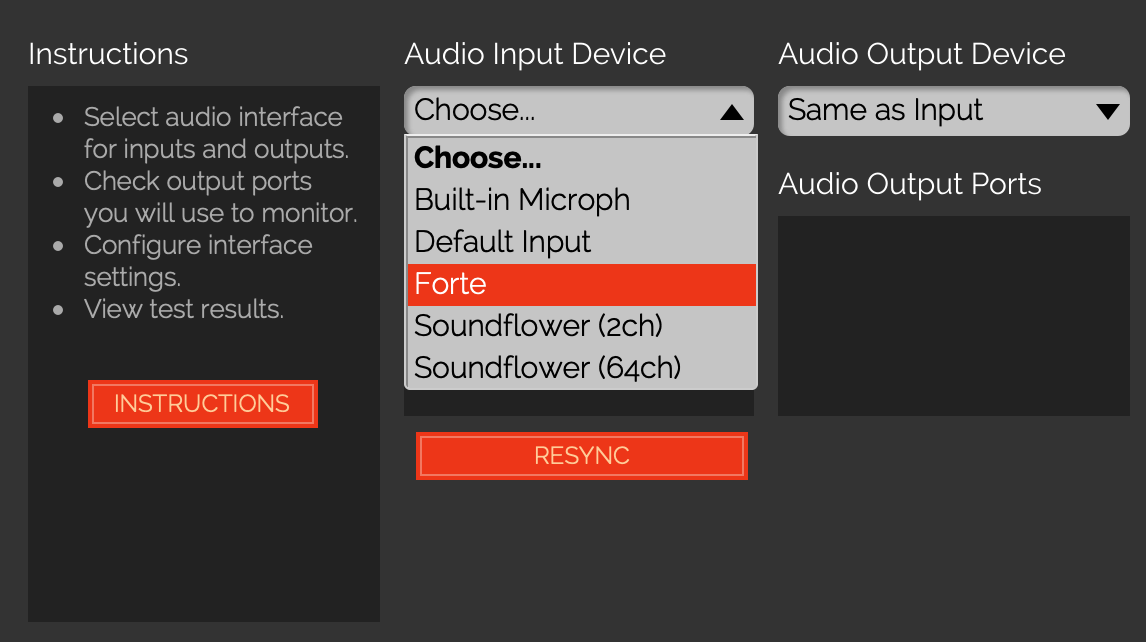 Instructions
Select audio interface
for inputs and outputs.
Check output ports
you will use to monitor.
Configure interface
settings.
View test results.
INSTRUCTIONS
Audio Input Device
Choose...
Choose...
Built-in Microph
Default Input
Forte
Soundflower (2ch)
Soundflower (64ch)
RESYNC
Audio Output Device
Same as Input
Audio Output Ports